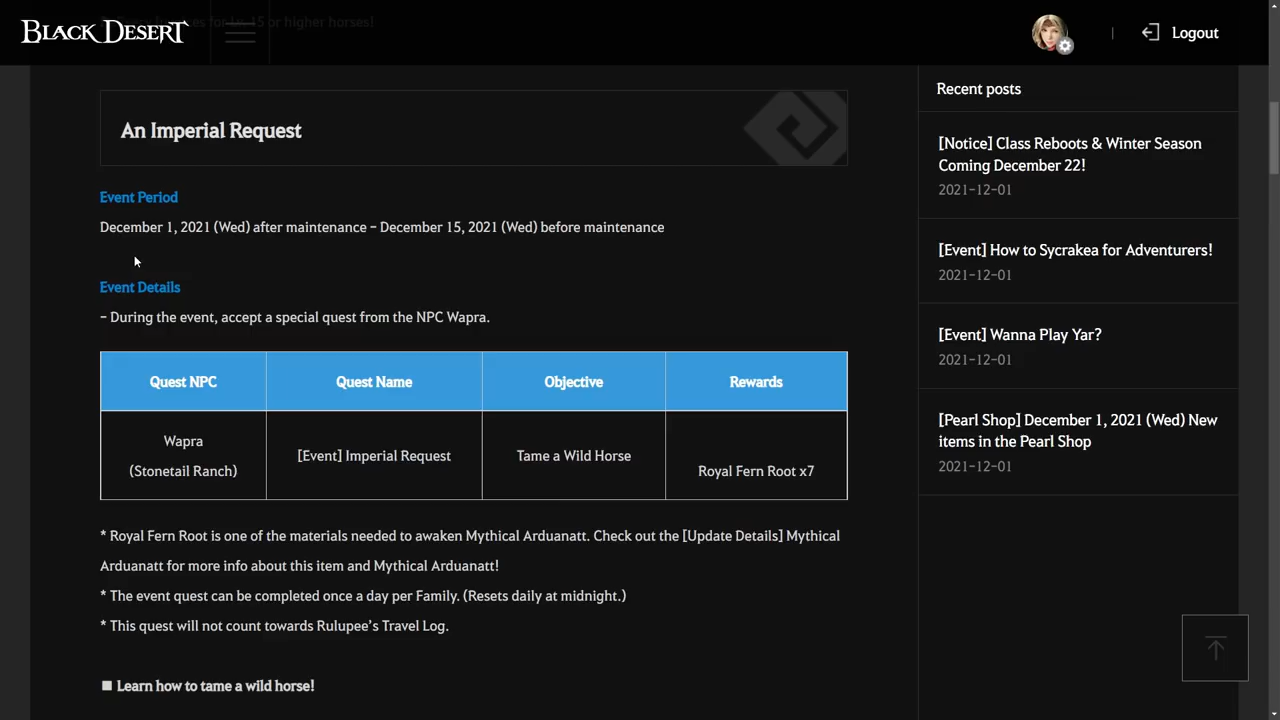 for Lv. 15 or higher horses!
BLACK DESERT
Logout
An Imperial Request
Event Period
December 1, 2021 (Wed) after maintenance – December 15, 2021 (Wed) before maintenance
Event Details
– During the event, accept a special quest from the NPC Wapra.
Quest NPC
Quest Name
Objective
Rewards
Wapra
(Stonetail Ranch)
[Event] Imperial Request
Tame a Wild Horse
Royal Fern Root x7
* Royal Fern Root is one of the materials needed to awaken Mythical Arduanatt. Check out the [Update Details] Mythical
Arduanatt for more info about this item and Mythical Arduanatt!
* The event quest can be completed once a day per Family. (Resets daily at midnight.)
* This quest will not count towards Rulupee's Travel Log.
■ Learn how to tame a wild horse!
Recent posts
[Notice] Class Reboots & Winter Season
Coming December 22!
2021-12-01
[Event] How to Sycrakea for Adventurers!
2021-12-01
[Event] Wanna Play Yar?
2021-12-01
[Pearl Shop] December 1, 2021 (Wed) New
items in the Pearl Shop
2021-12-01